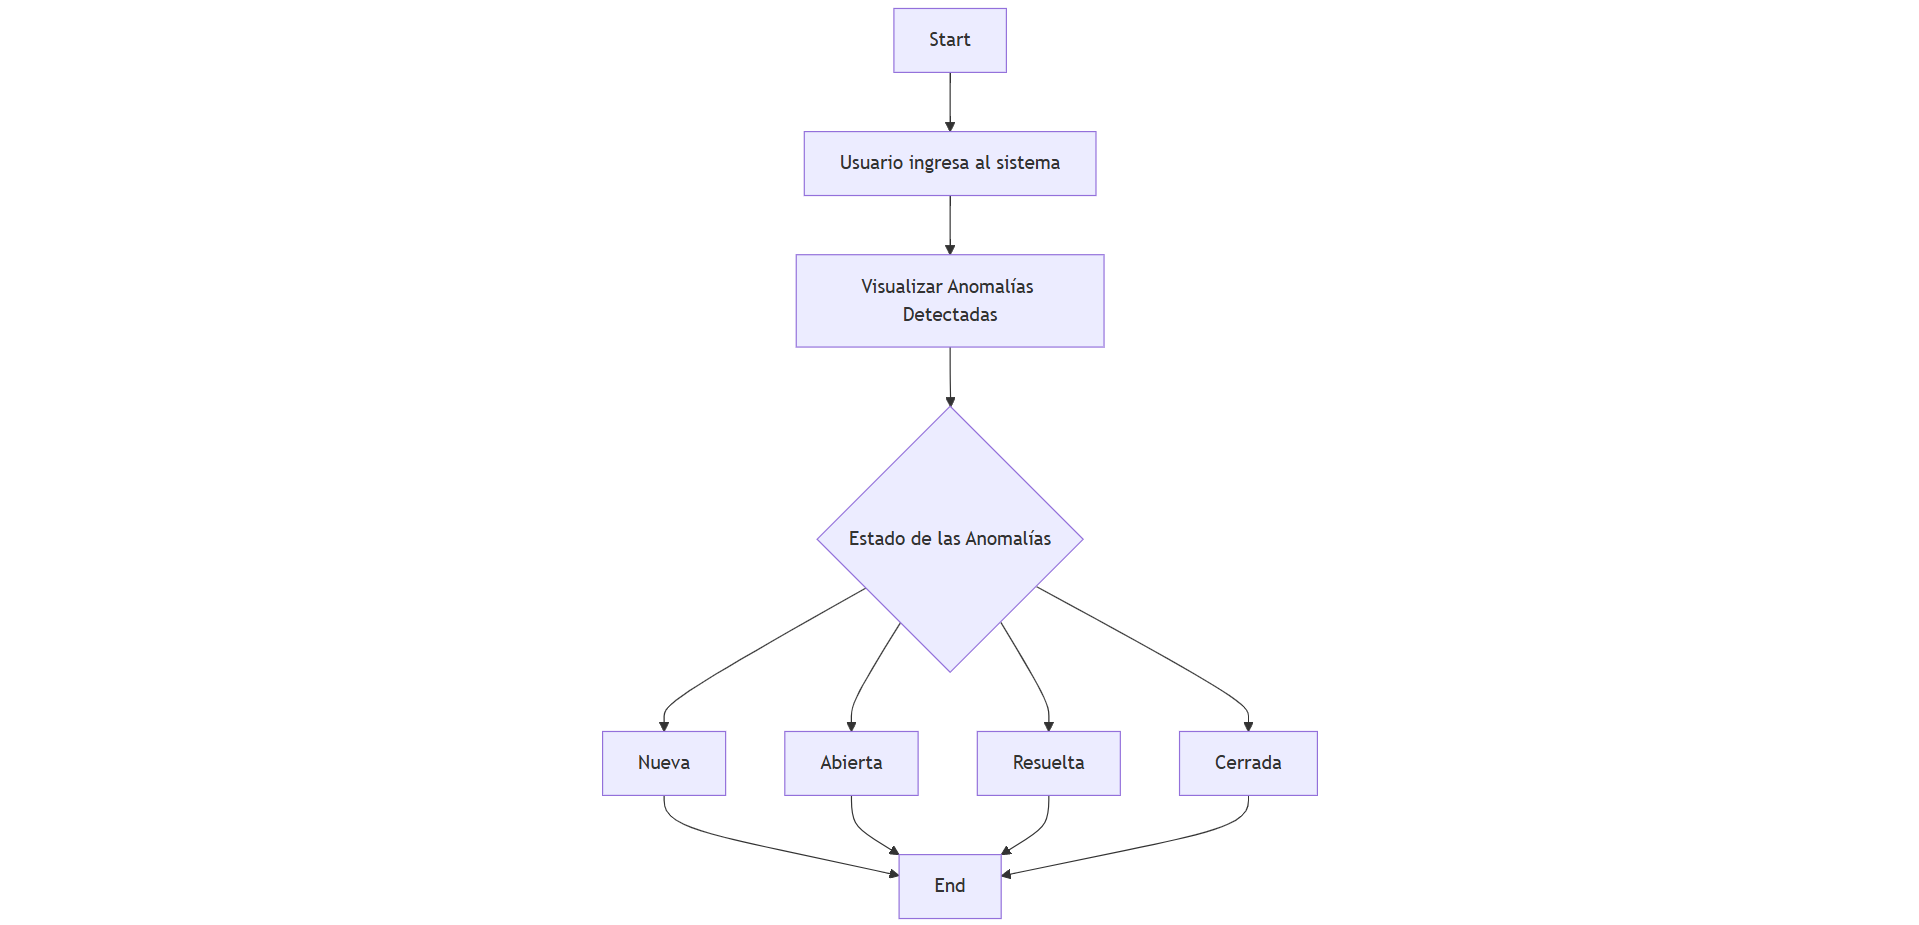 Start
Usuario ingresa al sistema
Visualizar Anomalías
Detectadas
Estado de las Anomalías
Nueva
Abierta
Resuelta
Cerrada
End